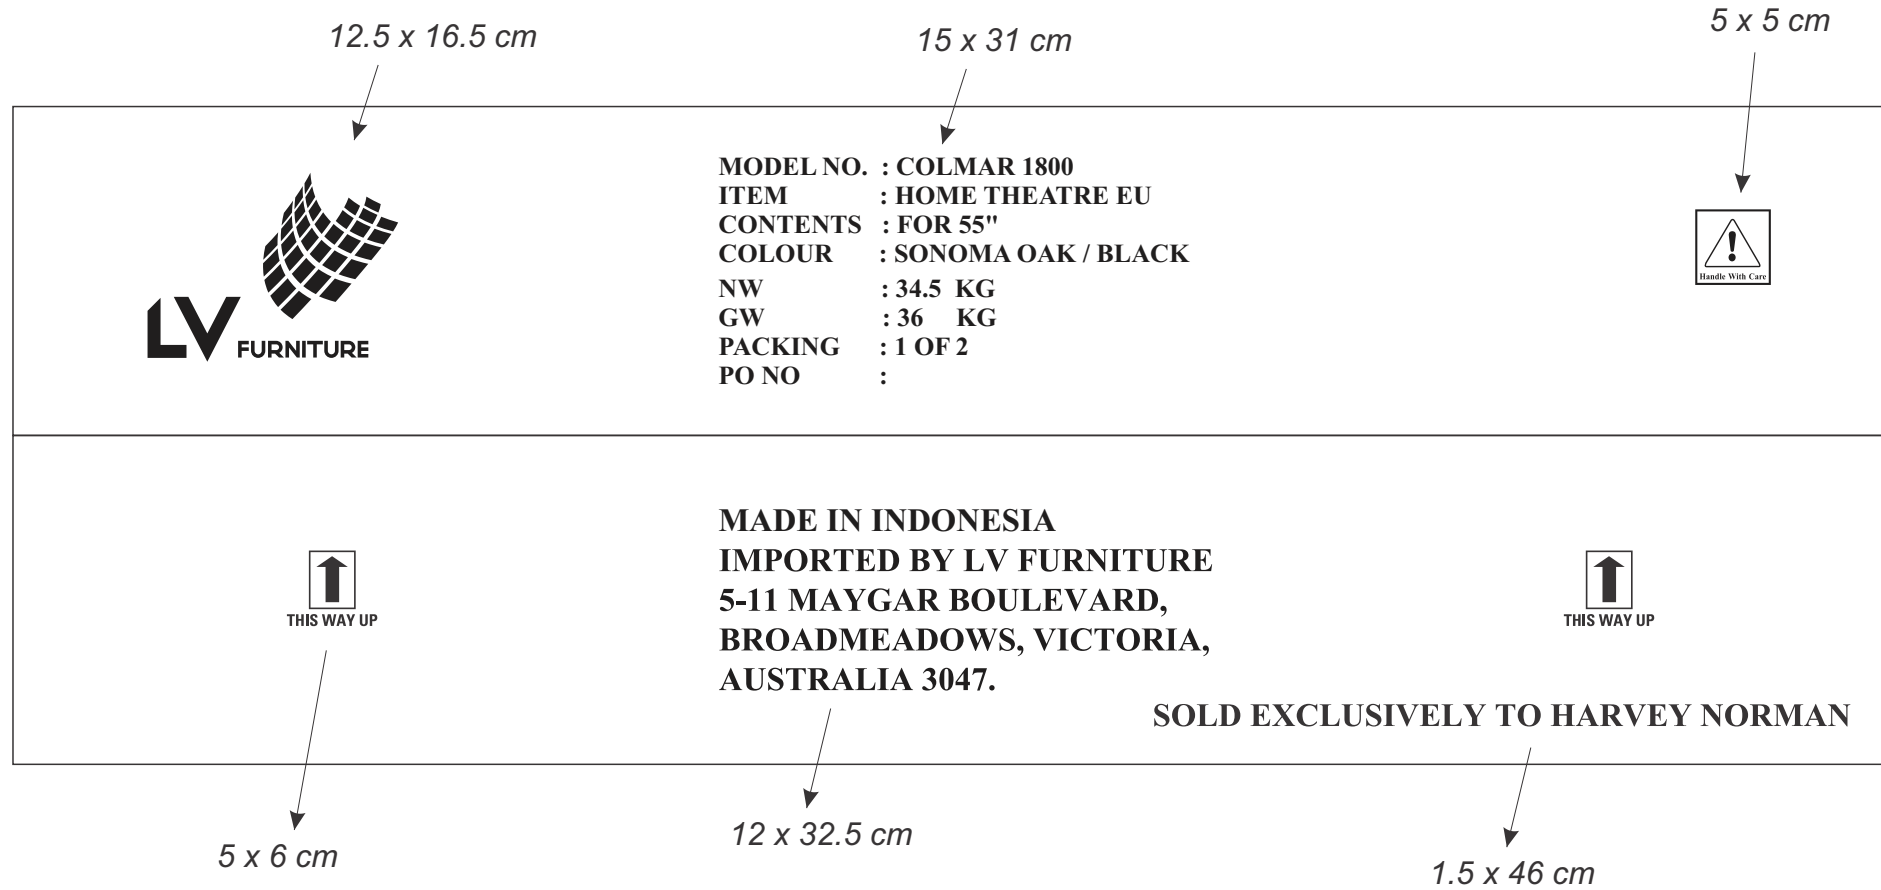 12.5 x 16.5 cm
15 x 31 cm
5 x 5 cm
LV FURNITURE
MODEL NO. : COLMAR 1800
ITEM : HOME THEATRE EU
CONTENTS : FOR 55"
COLOUR : SONOMA OAK / BLACK
NW : 34.5 KG
GW : 36 KG
PACKING : 1 OF 2
PO NO :
Handle With Care
THIS WAY UP
MADE IN INDONESIA
IMPORTED BY LV FURNITURE
5-11 MAYGAR BOULEVARD,
BROADMEADOWS, VICTORIA,
AUSTRALIA 3047.
THIS WAY UP
SOLD EXCLUSIVELY TO HARVEY NORMAN
5 x 6 cm
12 x 32.5 cm
1.5 x 46 cm